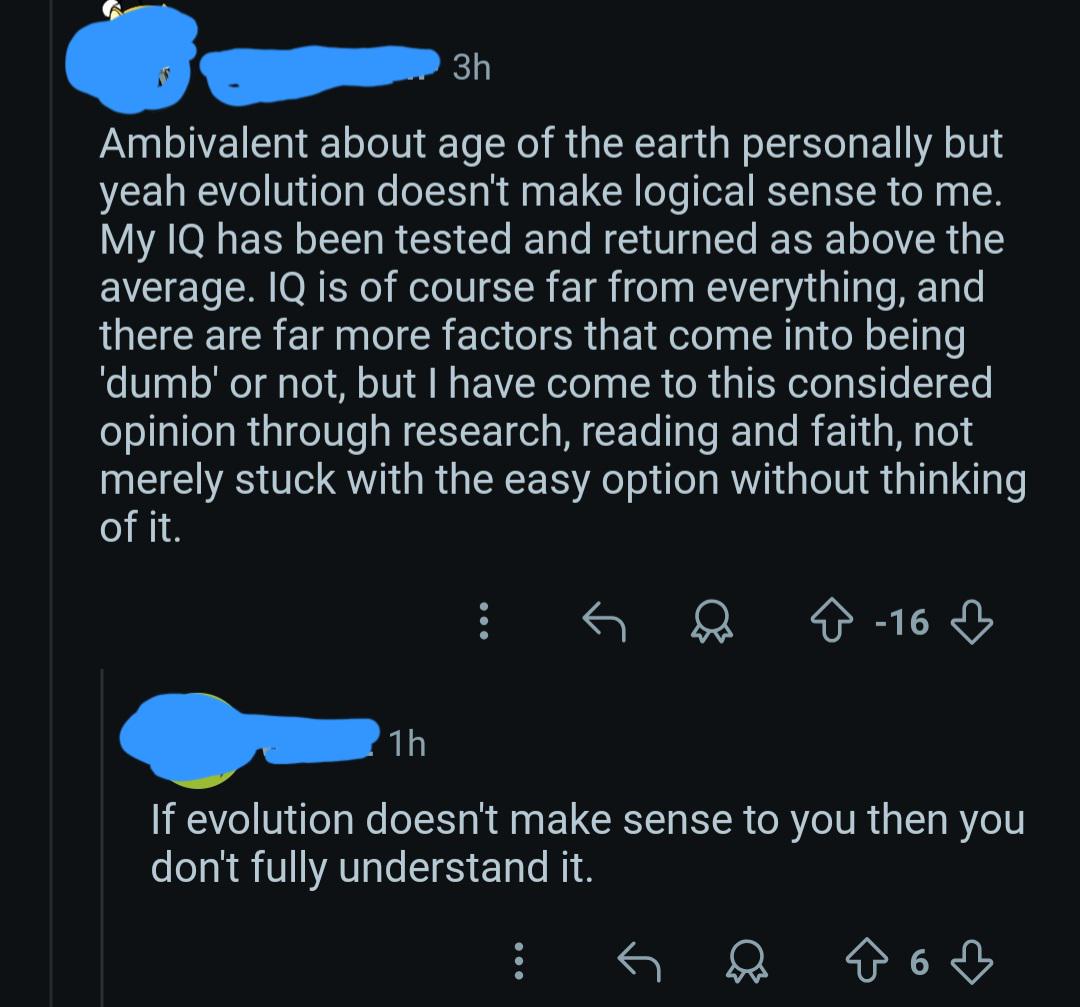 3h
Ambivalent about age of the earth personally but
yeah evolution doesn't make logical sense to me.
My IQ has been tested and returned as above the
average. IQ is of course far from everything, and
there are far more factors that come into being
'dumb' or not, but I have come to this considered
opinion through research, reading and faith, not
merely stuck with the easy option without thinking
of it.
-16
1h
If evolution doesn't make sense to you then you
don't fully understand it.
6